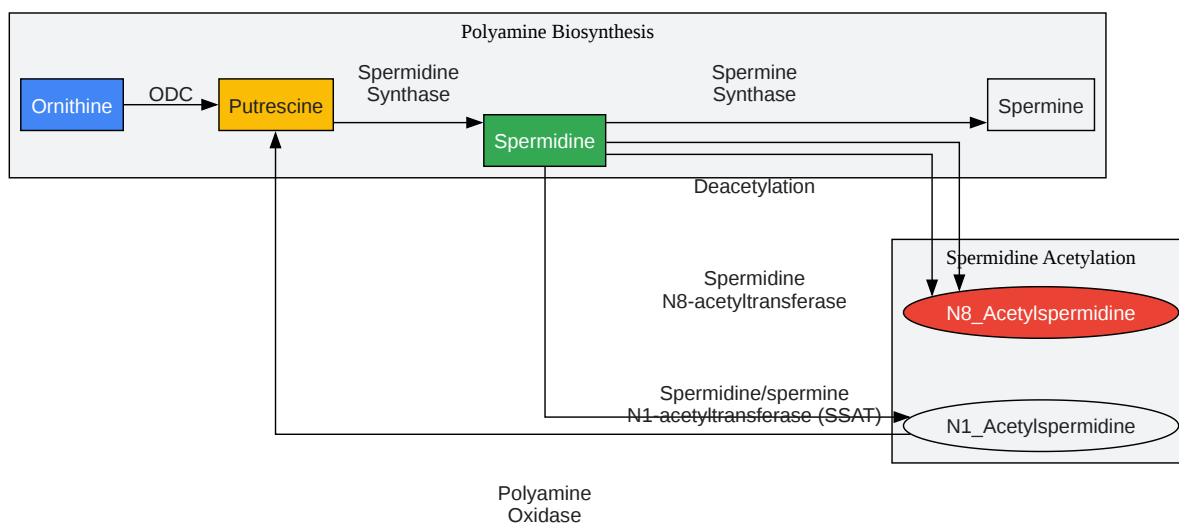 Polyamine Biosynthesis
Ornithine
ODC
Putrescine
Spermidine
Synthase
Spermidine
Spermine
Synthase
Spermine
Deacetylation
Spermidine Acetylation
Spermidine
N8-acetyltransferase
N8_Acetylspermidine
Spermidine/spermine
N1-acetyltransferase (SSAT)
N1_Acetylspermidine
Polyamine
Oxidase